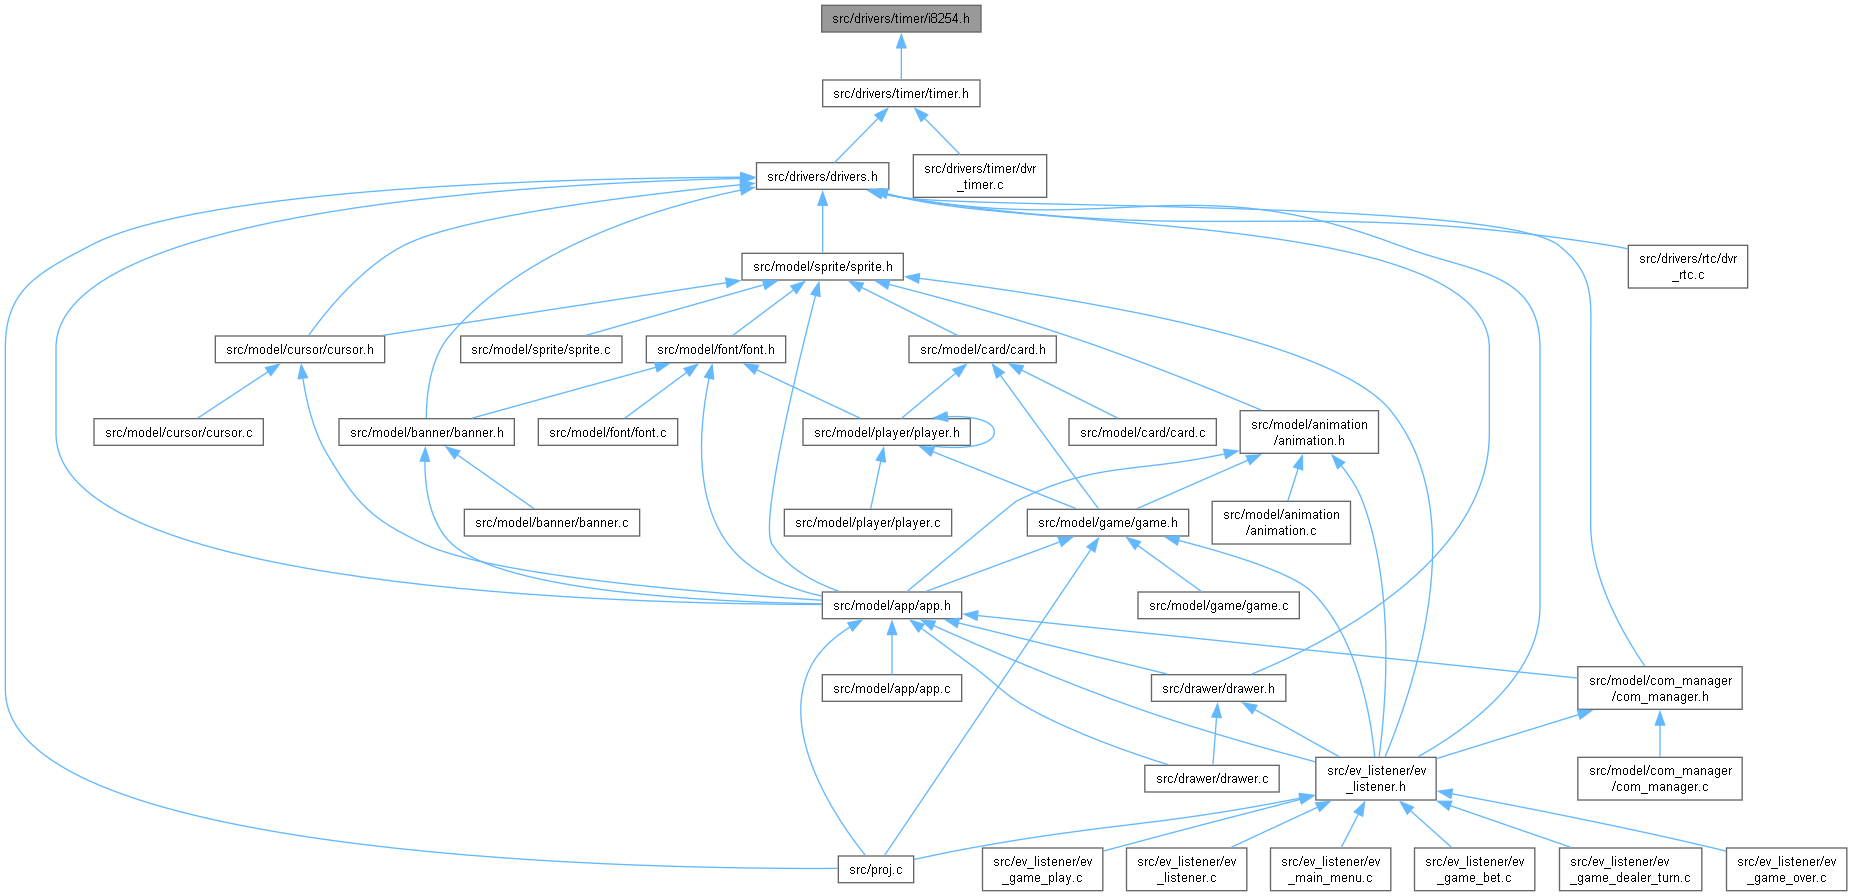 src/drivers/timer/i8254.h
src/drivers/timer/timer.h
src/drivers/timer/dvr
_timer.c
src/drivers/drivers.h
src/drivers/rtc/dvr
_rtc.c
src/model/sprite/sprite.h
src/model/cursor/cursor.h
src/model/sprite/sprite.c
src/model/font/font.h
src/model/card/card.h
src/model/cursor/cursor.c
src/model/banner/banner.h
src/model/font/font.c
src/model/player/player.h
src/model/card/card.c
src/model/animation
/animation.h
src/model/banner/banner.c
src/model/player/player.c
src/model/game/game.h
src/model/animation
/animation.c
src/model/app/app.h
src/model/game/game.c
src/model/app/app.c
src/drawer/drawer.h
src/model/com_manager
/com_manager.h
src/drawer/drawer.c
src/ev_listener/ev
_listener.h
src/model/com_manager
/com_manager.c
src/proj.c
src/ev_listener/ev
_game_play.c
src/ev_listener/ev
_listener.c
src/ev_listener/ev
_main_menu.c
src/ev_listener/ev
_game_bet.c
src/ev_listener/ev
_game_dealer_turn.c
src/ev_listener/ev
_game_over.c